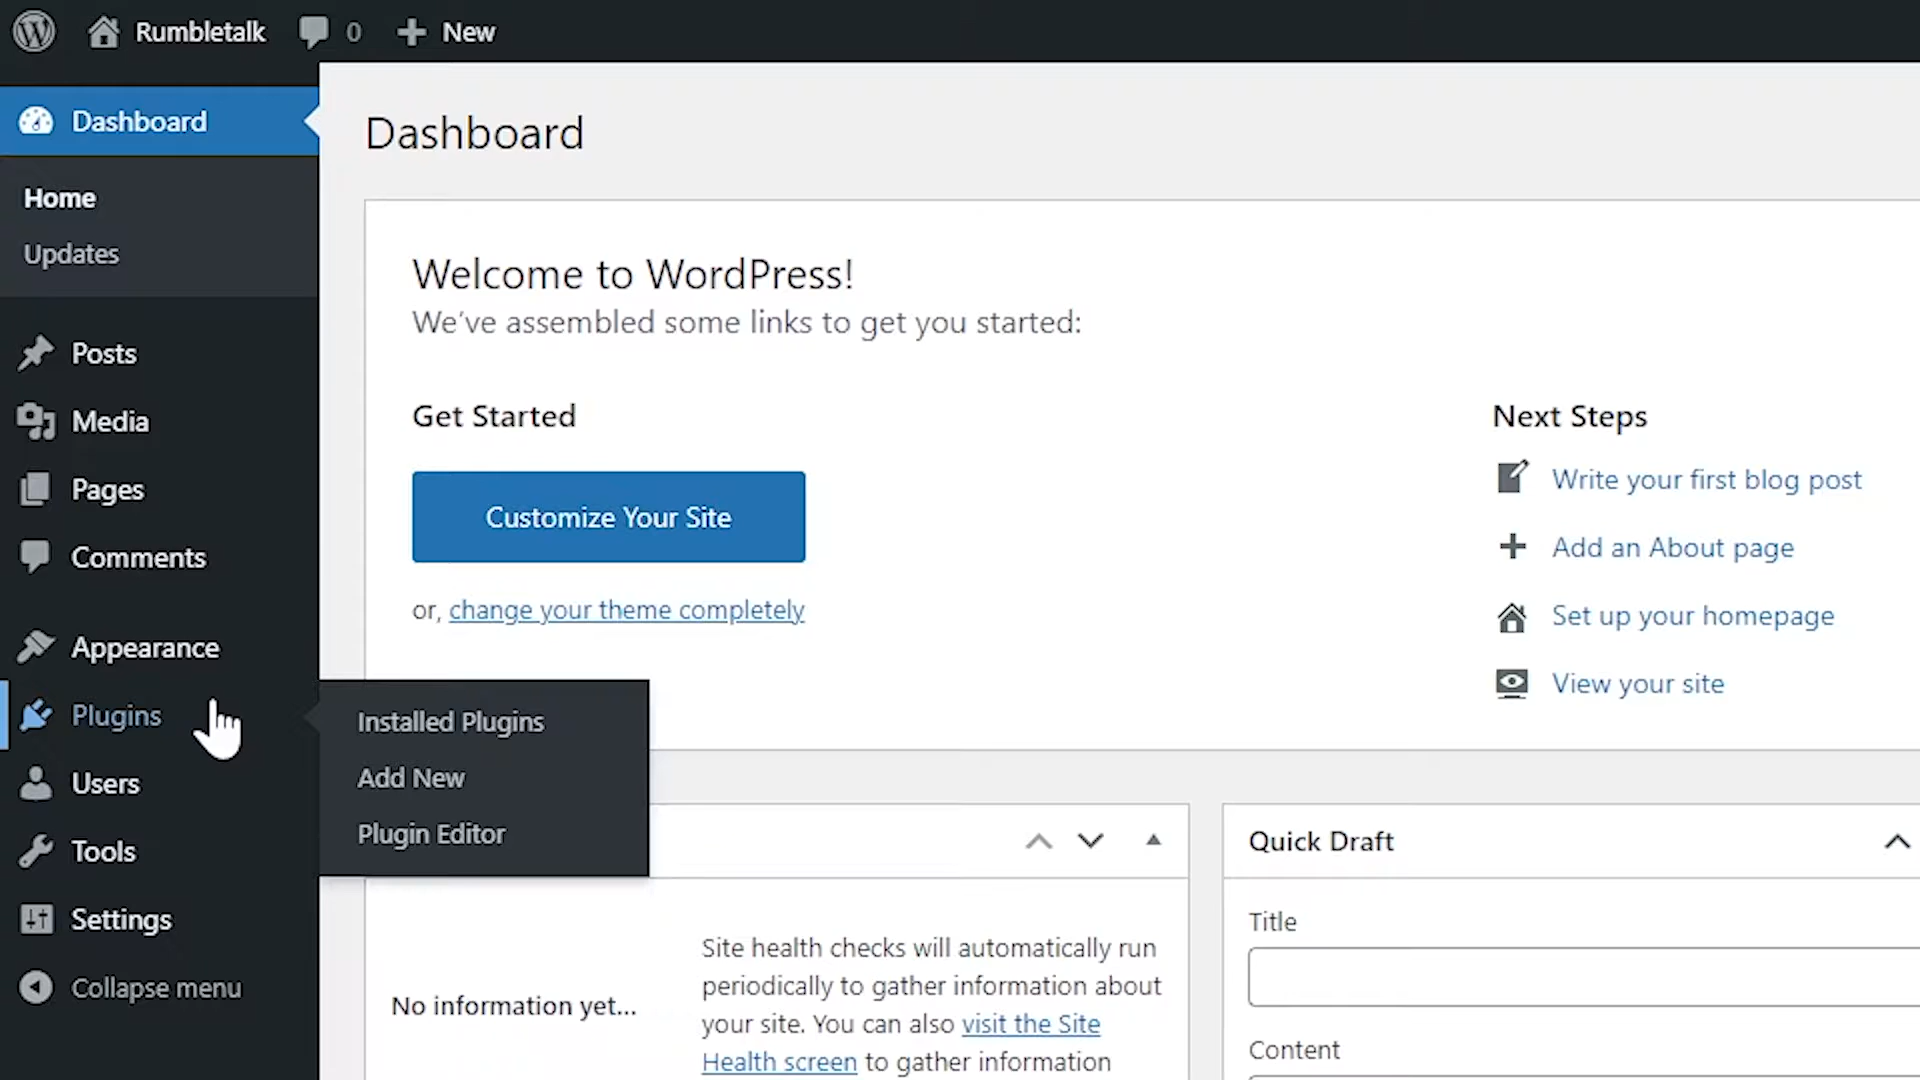 Rumbletalk 0 New
Dashboard
Home
Updates
Posts
Media
Pages
Comments
Appearance
Plugins
Users
Tools
Settings
Collapse menu
Installed Plugins
Add New
Plugin Editor
Dashboard
Welcome to WordPress!
We've assembled some links to get you started:
Get Started
Customize Your Site
or, change your theme completely
Next Steps
Write your first blog post
Add an About page
Set up your homepage
View your site
No information yet...
Site health checks will automatically run
periodically to gather information about
your site. You can also visit the Site
Health screen to gather information
Quick Draft
Title
Content